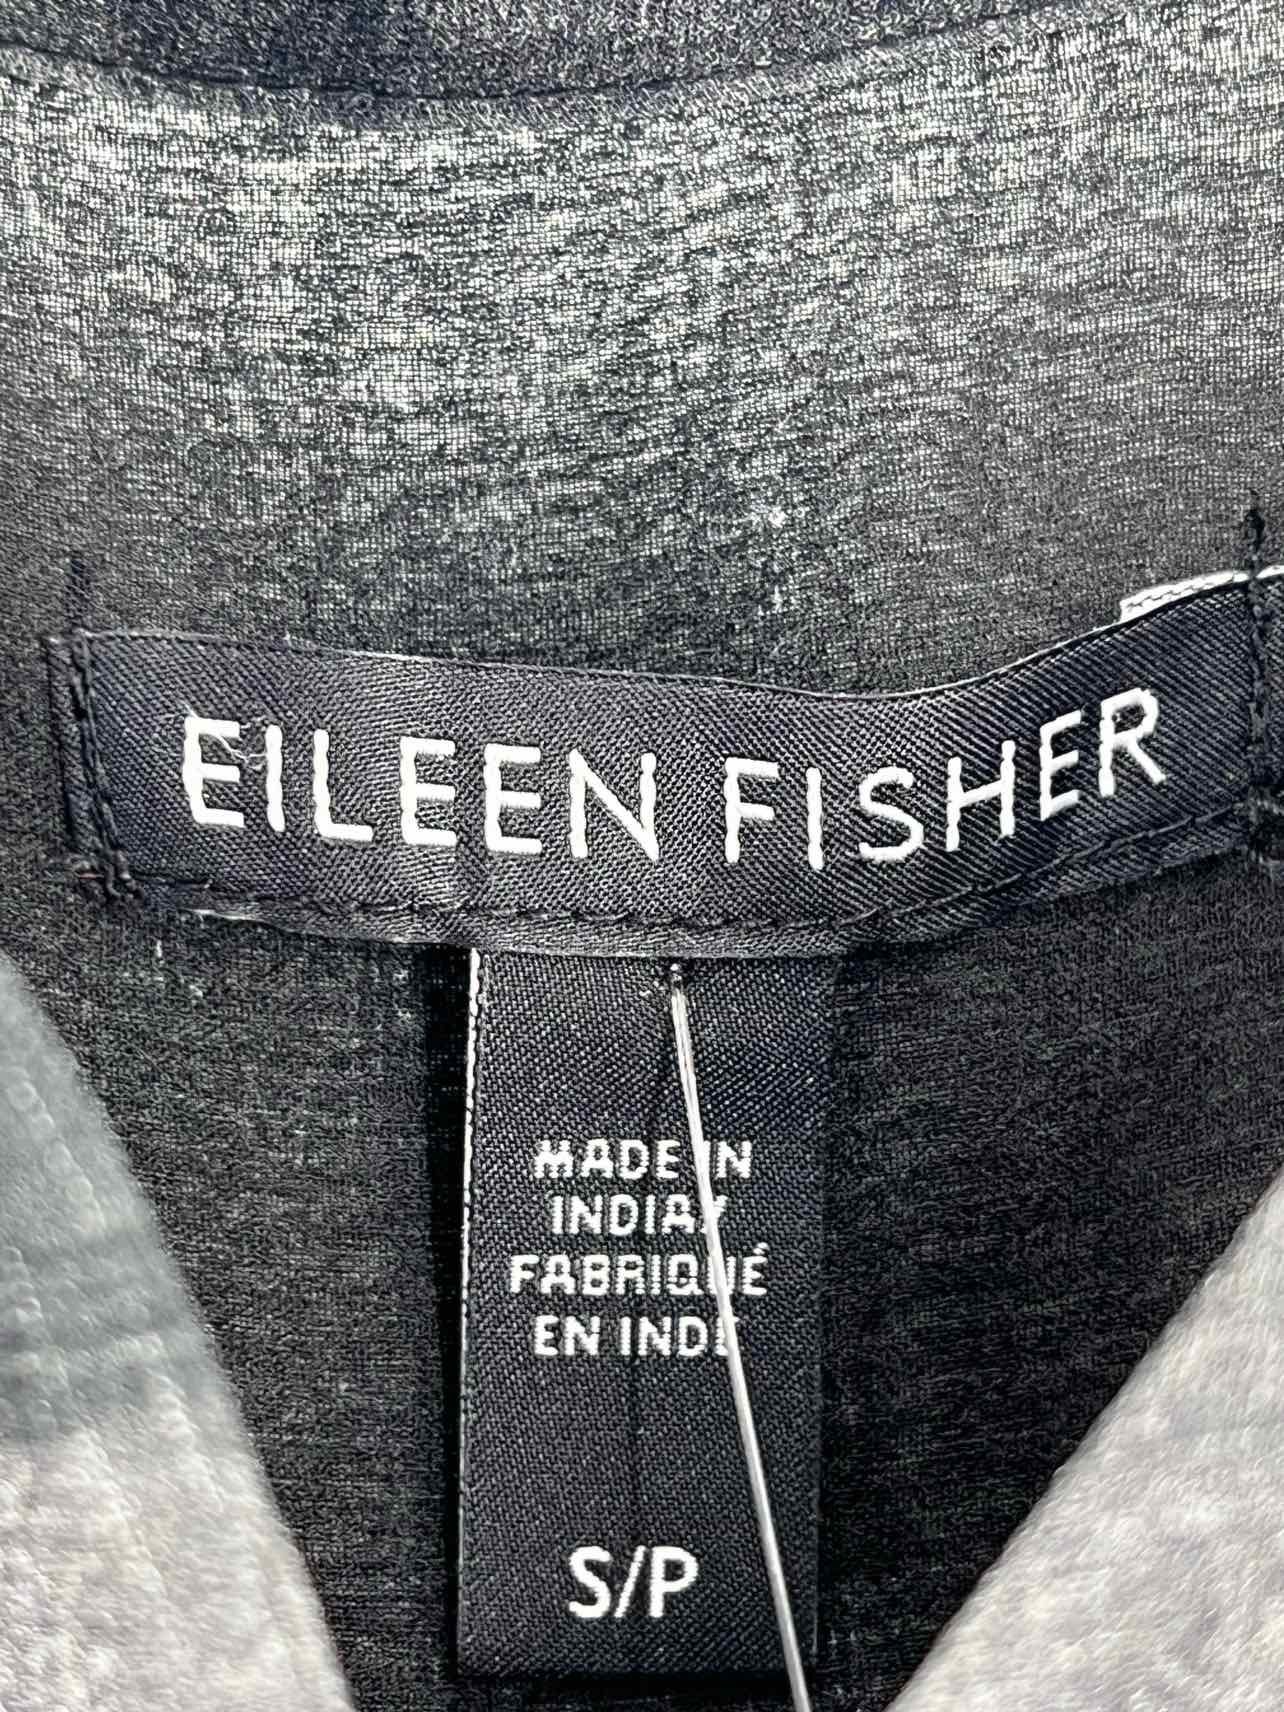 EILEEN FISHER
MADE IN
INDIA/
FABRIQUÉ
EN INDE
S/P